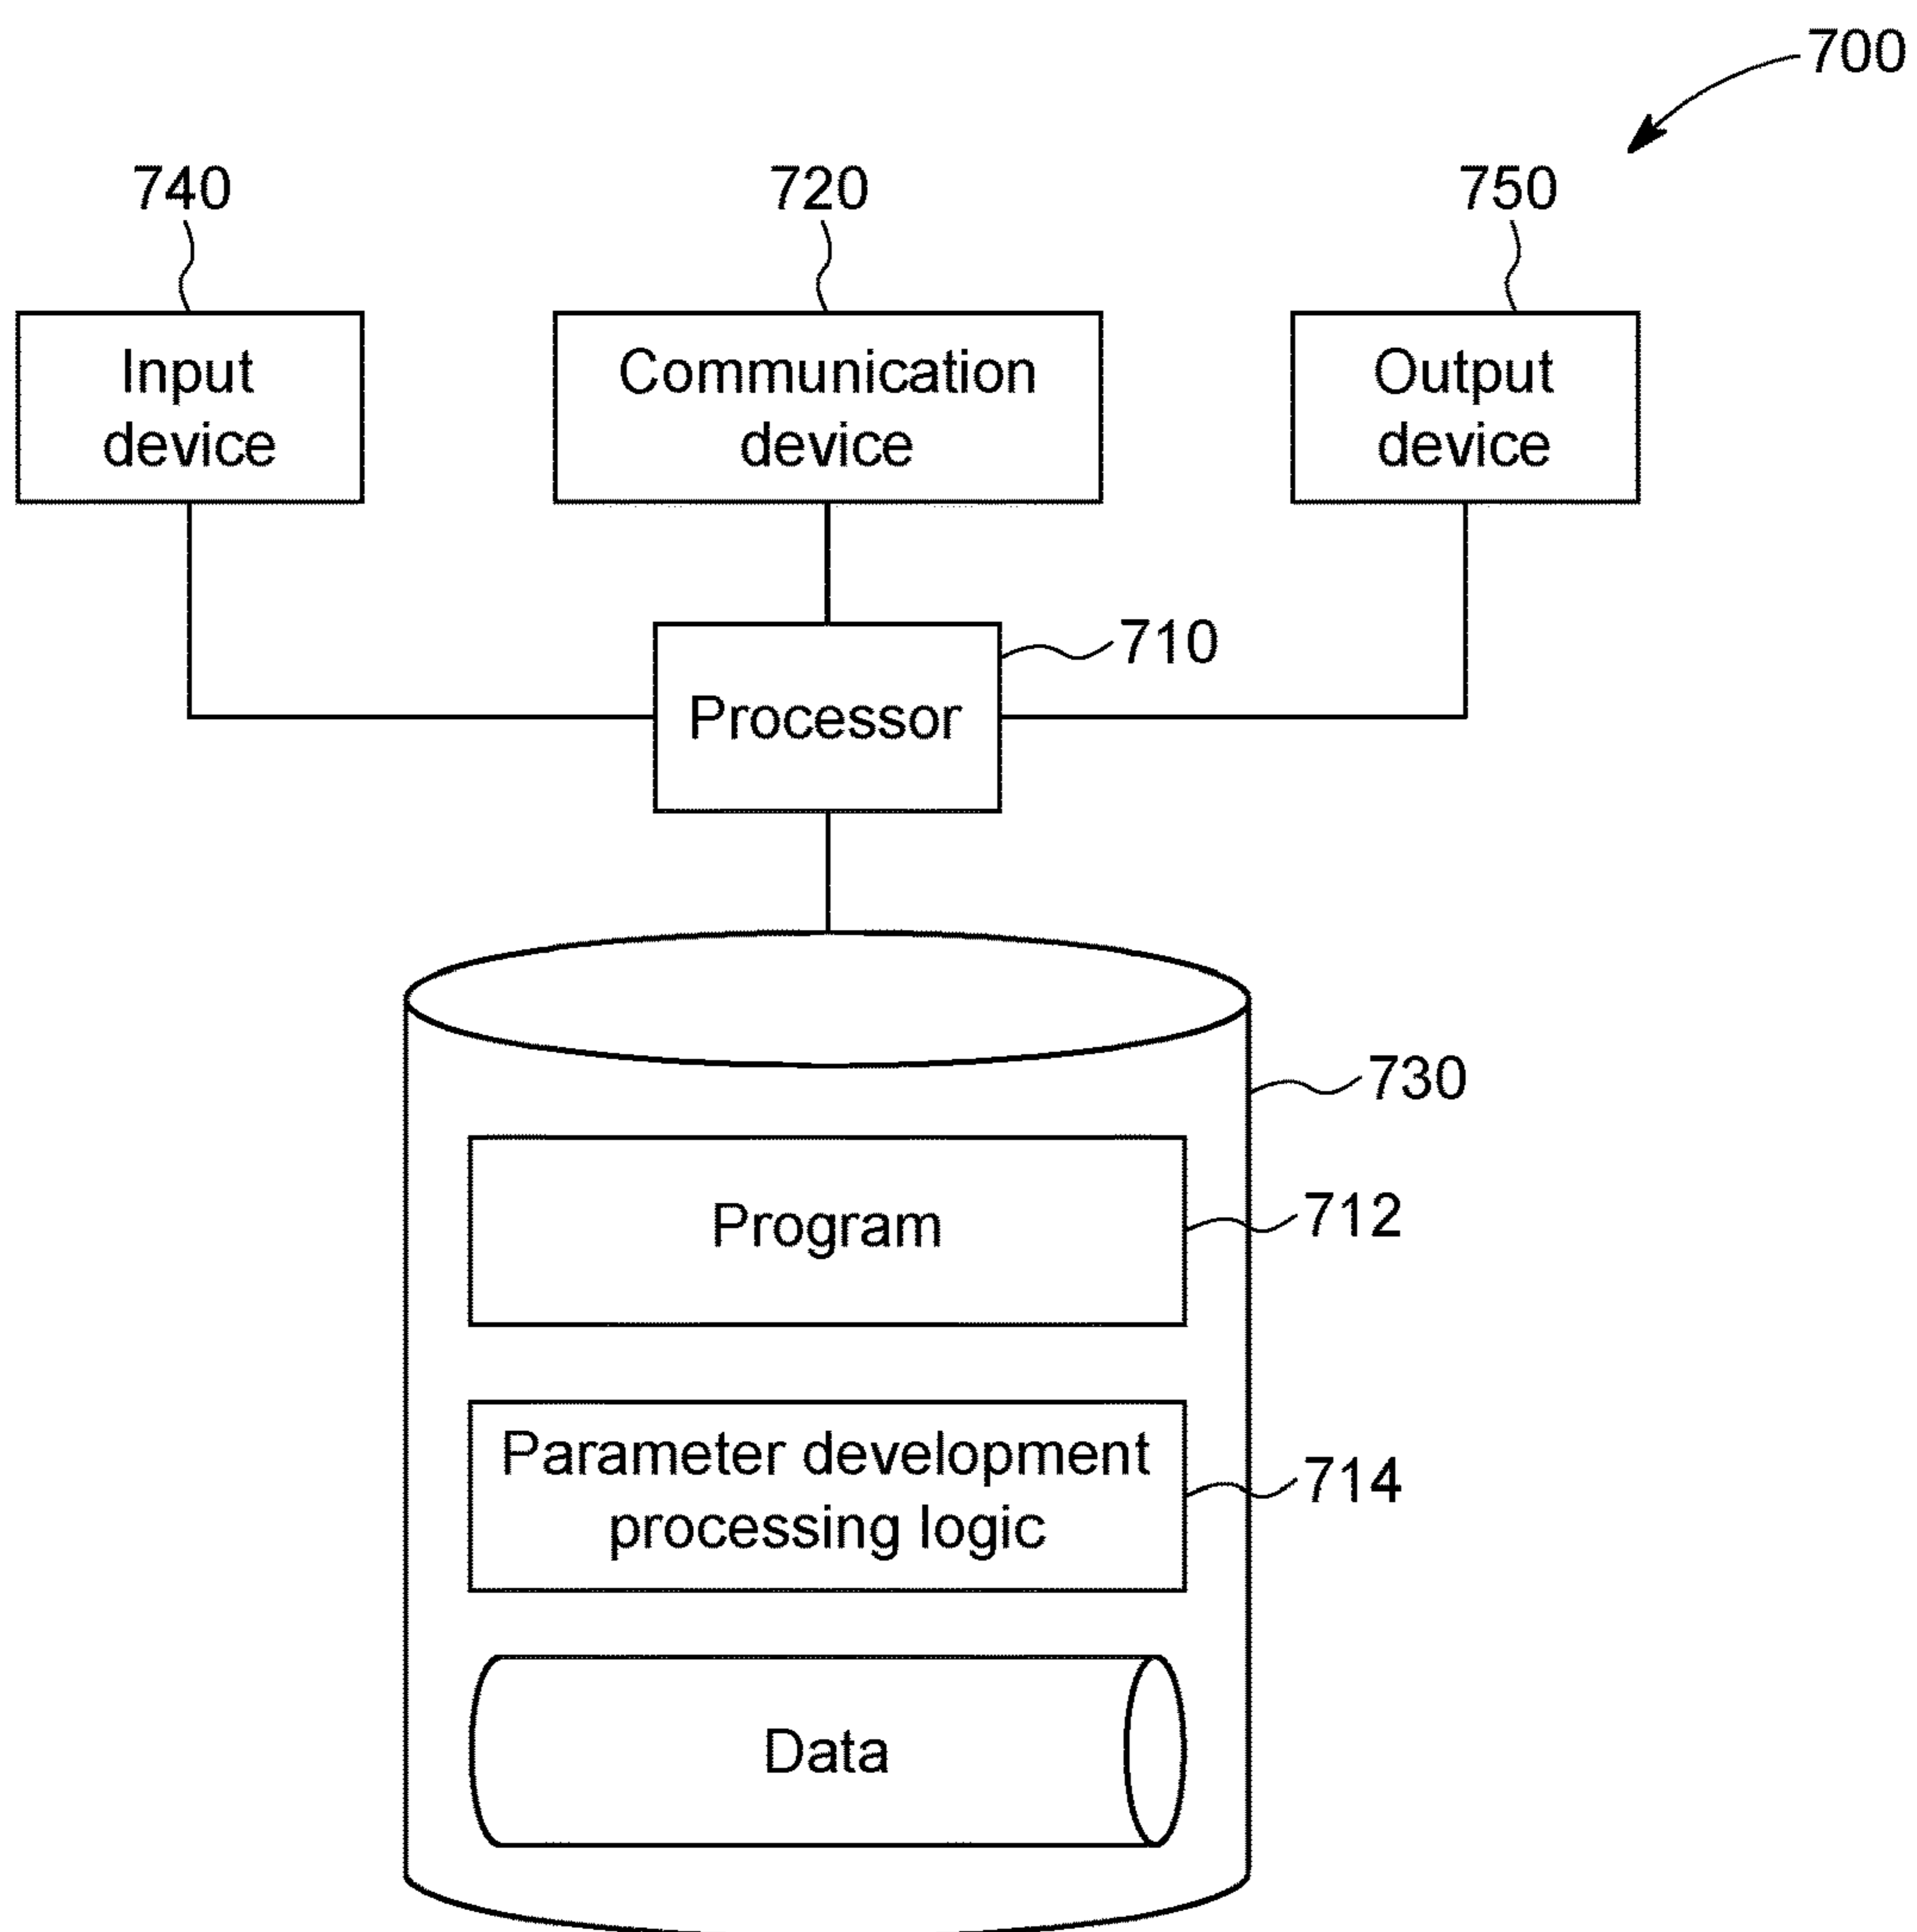 700
740
720
750
Input
device
Communication
device
Output
device
710
Processor
730
Program
712
Parameter development
processing logic
714
Data